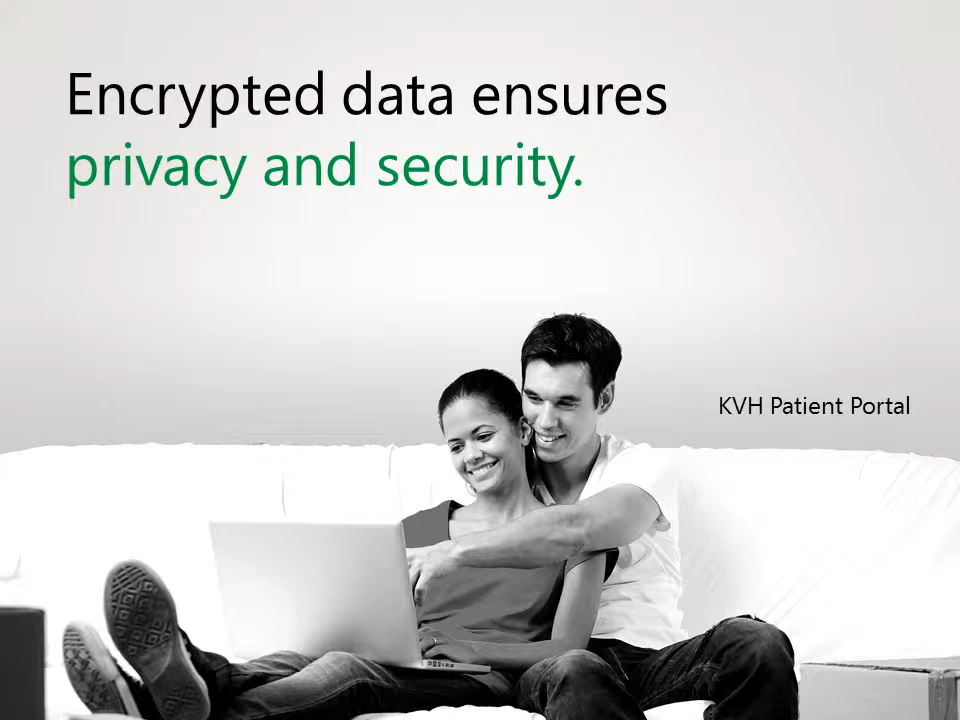 Encrypted data ensures
privacy and security.
KVH Patient Portal